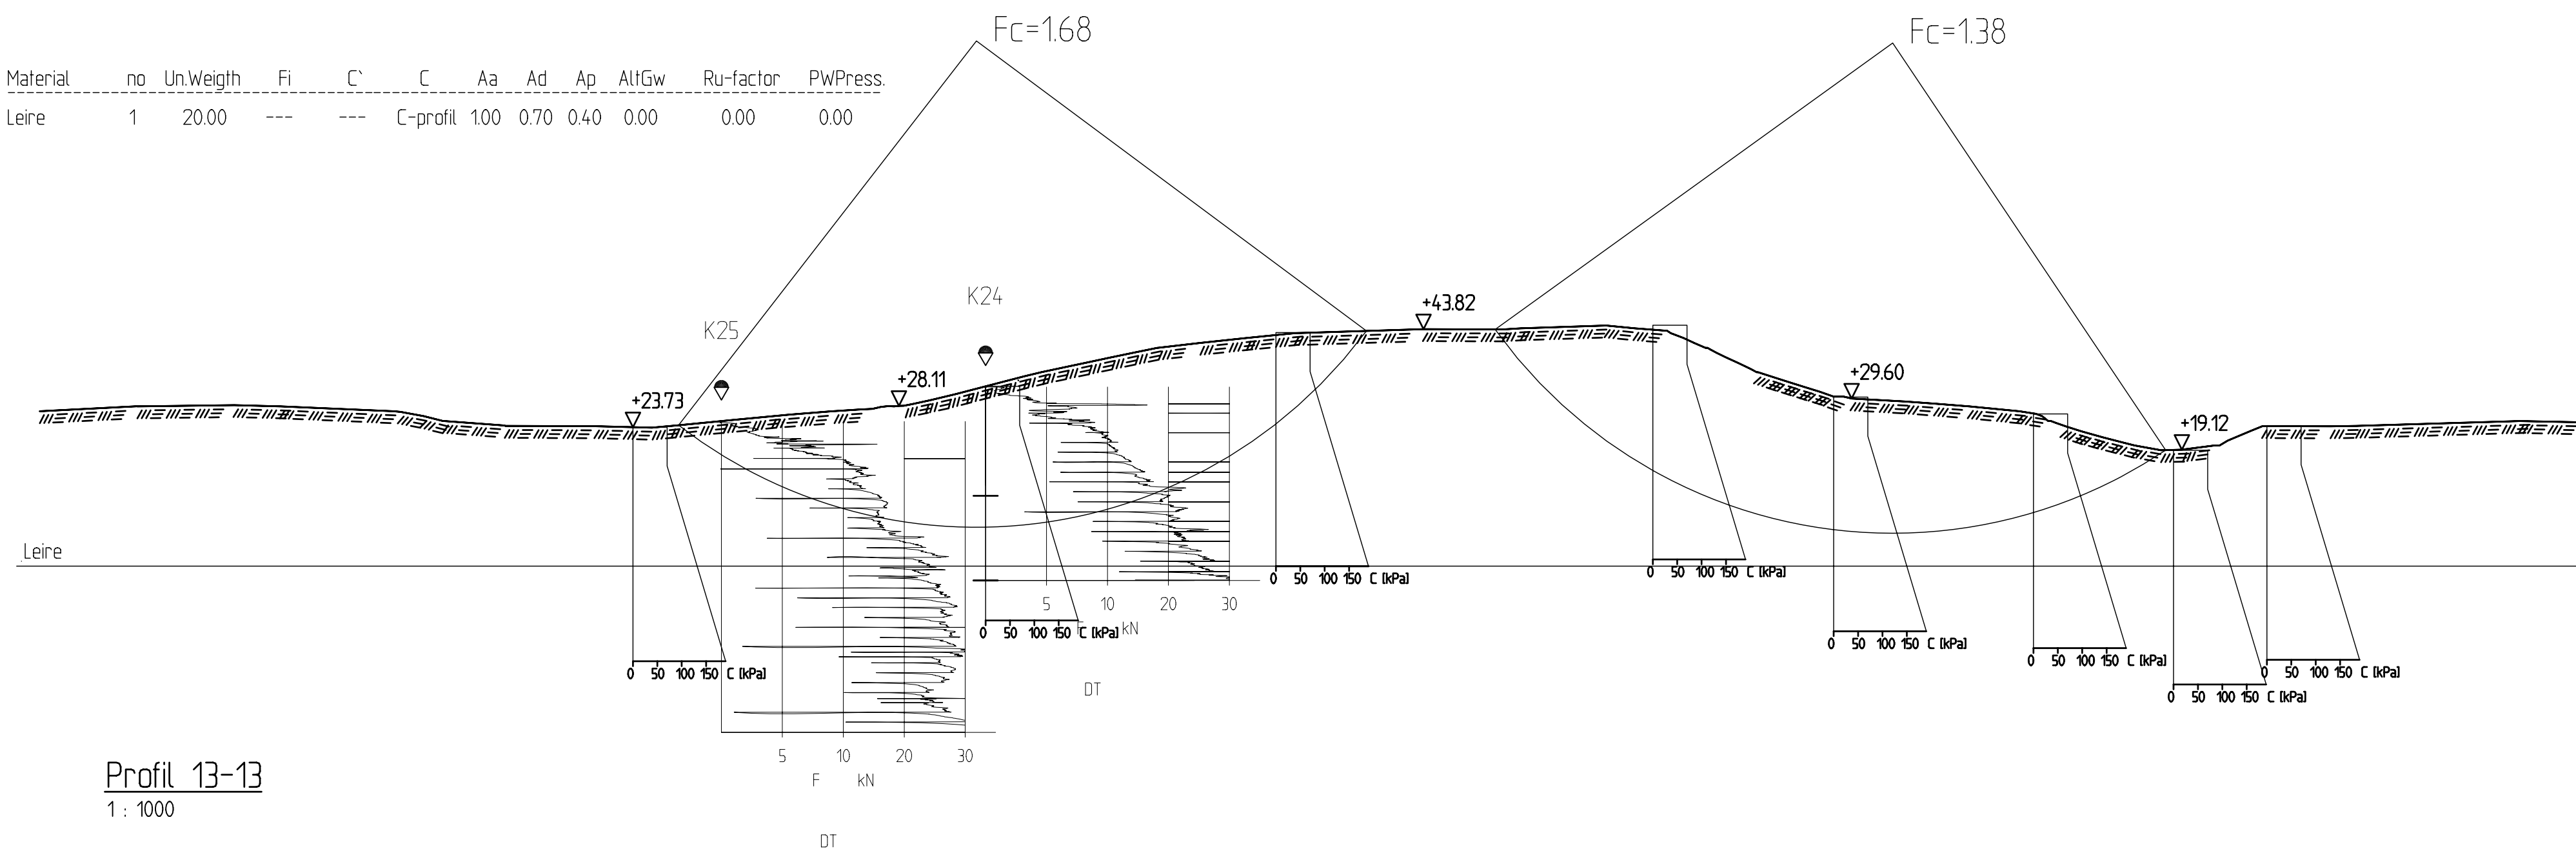 Fc=1.68
Fc=1.38
Material no Un.Weigth Fi C` C Aa Ad Ap AltGw Ru-factor PWPress.
Leire 1 20.00 --- --- C-profil 1.00 0.70 0.40 0.00 0.00 0.00
K24
K25
+43.82
+29.60
+28.11
+23.73
+19.12
Leire
0 50 100 150 C [kPa]
0 50 100 150 C [kPa]
5 10 20 30
kN
0 50 100 150 C [kPa]
0 50 100 150 C [kPa]
0 50 100 150 C [kPa]
0 50 100 150 C [kPa]
0 50 100 150 C [kPa]
0 50 100 150 C [kPa]
DT
5 10 20 30
F kN
Profil 13-13
1 : 1000
DT